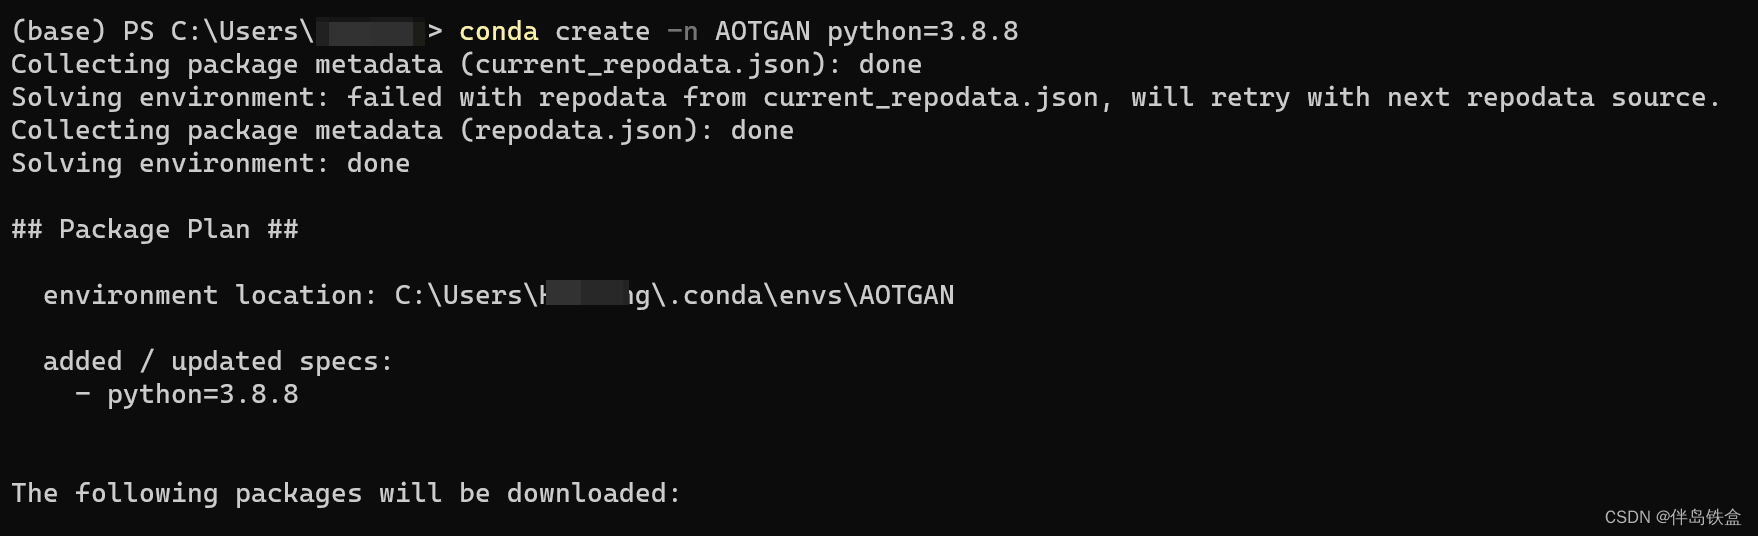 (base) PS C:\Users\ > conda create -n AOTGAN python=3.8.8
Collecting package metadata (current_repodata.json): done
Solving environment: failed with repodata from current_repodata.json, will retry with next repodata source.
Collecting package metadata (repodata.json): done
Solving environment: done
## Package Plan ##
environment location: C:\Users\ \.conda\envs\AOTGAN
added / updated specs:
- python=3.8.8
The following packages will be downloaded:
CSDN @伴岛铁盒